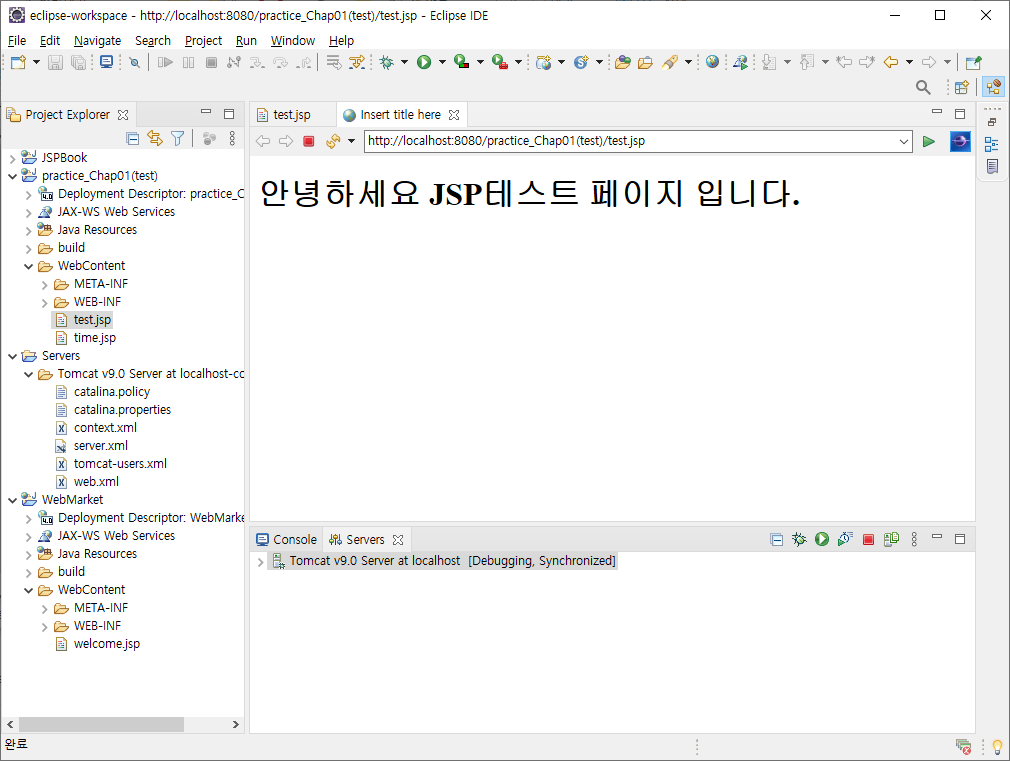 eclipse-workspace - http://localhost:8080/practice_Chap01(test)/test.jsp - Eclipse IDE
File Edit Navigate Search Project Run Window Help
Project Explorer
JSPBook
practice_Chap01(test)
Deployment Descriptor: practice_C
JAX-WS Web Services
Java Resources
build
WebContent
META-INF
WEB-INF
test.jsp
time.jsp
Servers
Tomcat v9.0 Server at localhost-co
catalina.policy
catalina.properties
context.xml
server.xml
tomcat-users.xml
web.xml
WebMarket
Deployment Descriptor: WebMarke
JAX-WS Web Services
Java Resources
build
WebContent
META-INF
WEB-INF
welcome.jsp
test.jsp Insert title here
http://localhost:8080/practice_Chap01(test)/test.jsp
안녕하세요 JSP테스트 페이지 입니다.
Console Servers
Tomcat v9.0 Server at localhost [Debugging, Synchronized]
완료